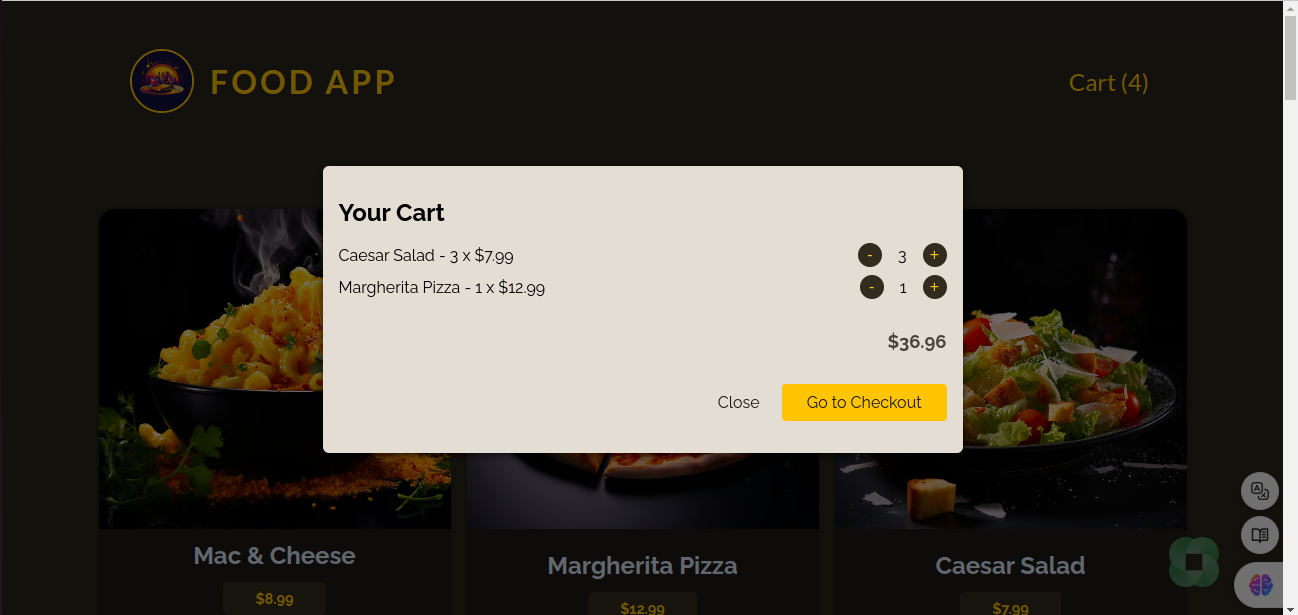 FOOD APP
Cart (4)
Your Cart
Caesar Salad - 3 x $7.99
- 3 +
Margherita Pizza - 1 x $12.99
- 1 +
$36.96
Close
Go to Checkout
Mac & Cheese
Margherita Pizza
Caesar Salad
$8.99
$12.99
$7.99